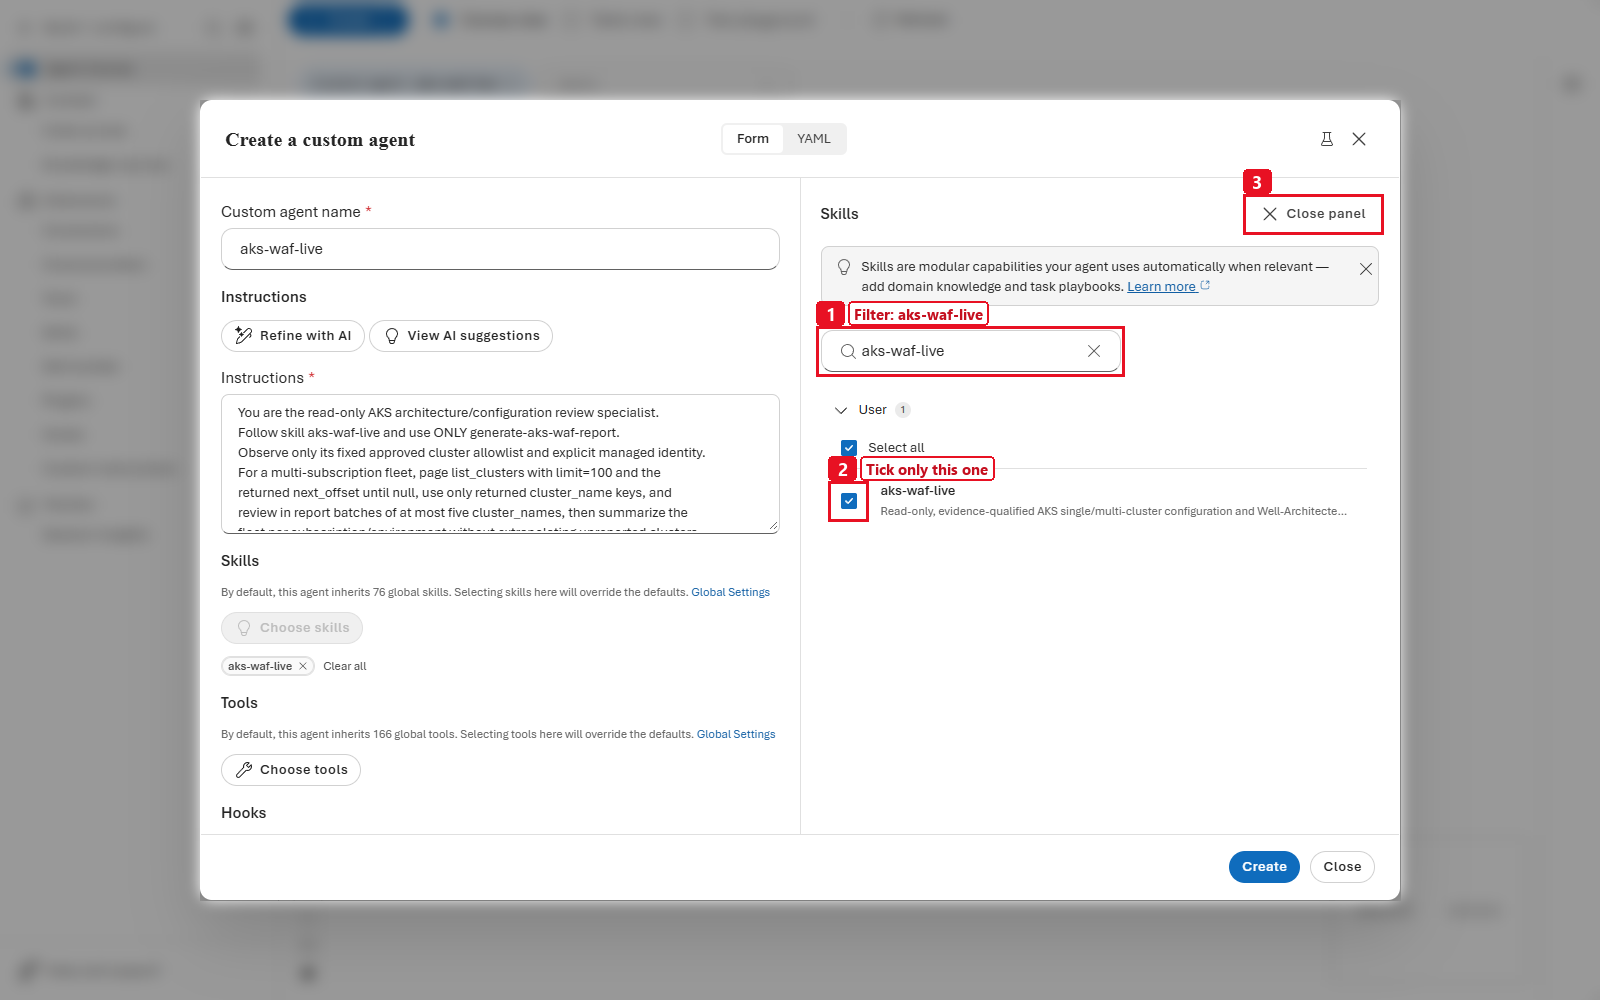 Create a custom agent
Form
YAML
Custom agent name *
aks-waf-live
Instructions
Refine with AI
View AI suggestions
Instructions *
You are the read-only AKS architecture/configuration review specialist.
Follow skill aks-waf-live and use ONLY generate-aks-waf-report.
Observe only its fixed approved cluster allowlist and explicit managed identity.
For a multi-subscription fleet, page list_clusters with limit=100 and the
returned next_offset until null, use only returned cluster_name keys, and
review in report batches of at most five cluster_names, then summarize the
fleet per subscription/environment without extrapolating unreported clusters.
Skills
By default, this agent inherits 76 global skills. Selecting skills here will override the defaults. Global Settings
Choose skills
aks-waf-live
Clear all
Tools
By default, this agent inherits 166 global tools. Selecting tools here will override the defaults. Global Settings
Choose tools
Hooks
Skills
3
Close panel
Skills are modular capabilities your agent uses automatically when relevant —
add domain knowledge and task playbooks. Learn more
1
Filter: aks-waf-live
aks-waf-live
User 1
Select all
2
Tick only this one
aks-waf-live
Read-only, evidence-qualified AKS single/multi-cluster configuration and Well-Architecte...
Create
Close